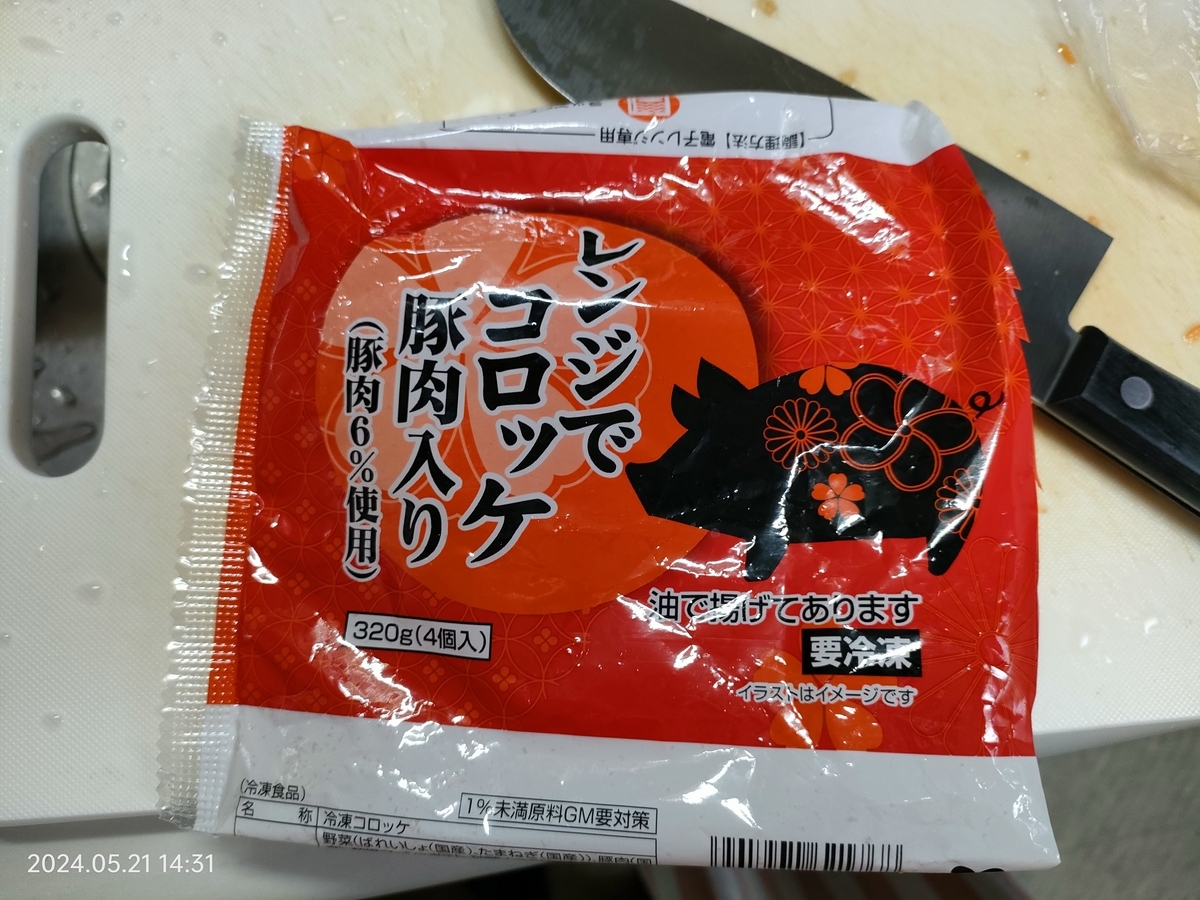 【調理方法】電子レンジ専用
レンジで
コロッケ
豚肉入り
(豚肉6%使用)
油で揚げてあります
320g(4個入)
要冷凍
イラストはイメージです
(冷凍食品)
1%未満原料GM要対策
名 称 冷凍コロッケ
野菜(ばれいしょ(国産)、たまねぎ(国産))、豚肉(国
2024.05.21 14:31